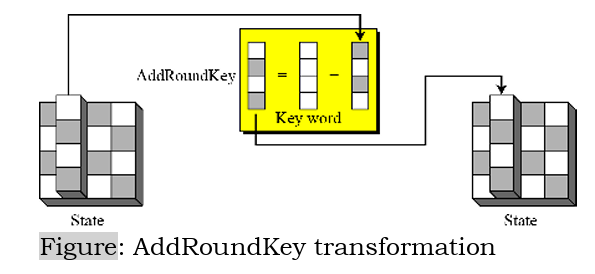 AddRoundKey
= −
Key word
State
State
Figure: AddRoundKey transformation